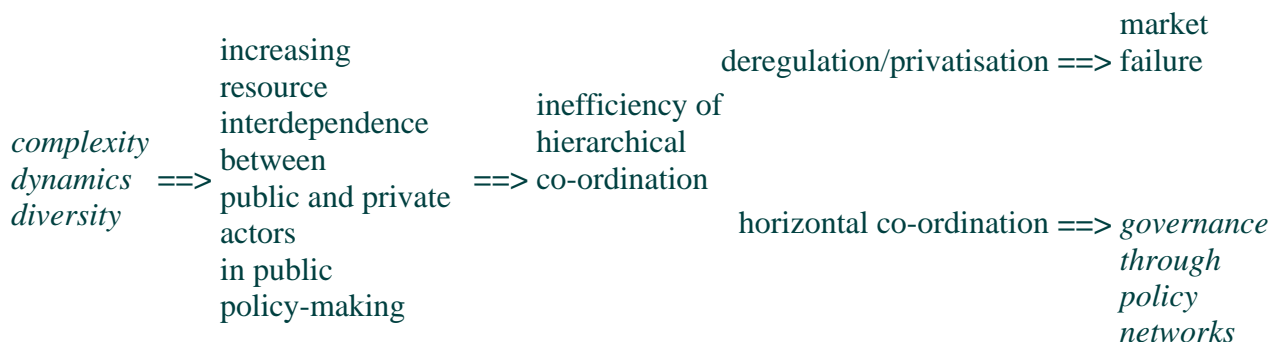 complexity
dynamics
diversity
==>
increasing
resource
interdependence
between
public and private
actors
in public
policy-making
==>
inefficiency of
hierarchical
co-ordination
deregulation/privatisation ==>
market
failure
horizontal co-ordination ==> governance
through
policy
networks